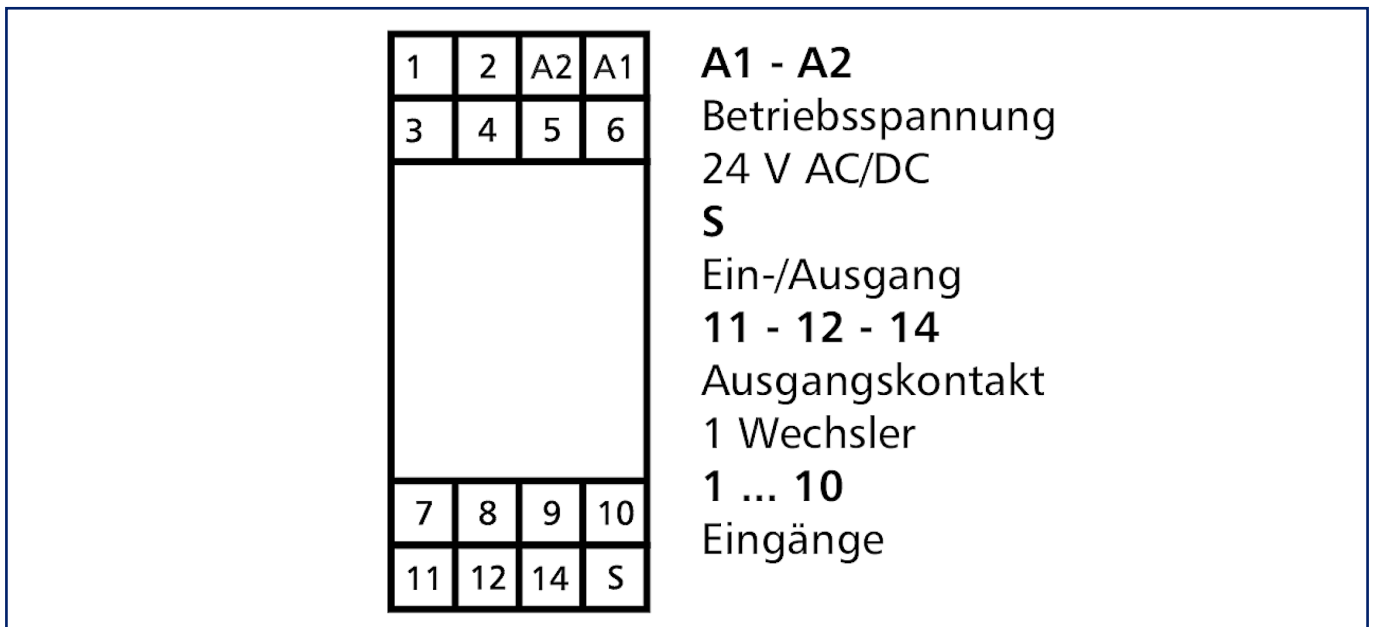 1 2 A2 A1
3 4 5 6
7 8 9 10
11 12 14 S
A1 - A2
Betriebsspannung
24 V AC/DC
S
Ein-/Ausgang
11 - 12 - 14
Ausgangskontakt
1 Wechsler
1 ... 10
Eingänge